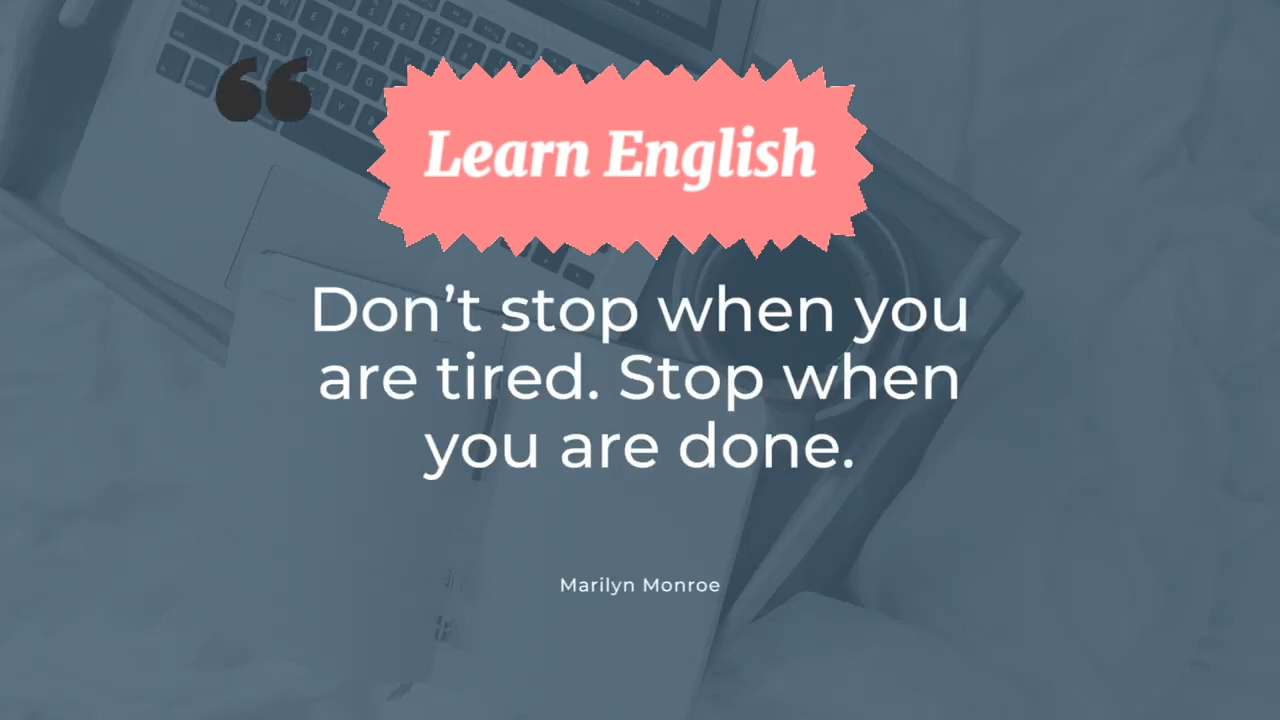 Learn English
Don’t stop when you
are tired. Stop when
you are done.
Marilyn Monroe